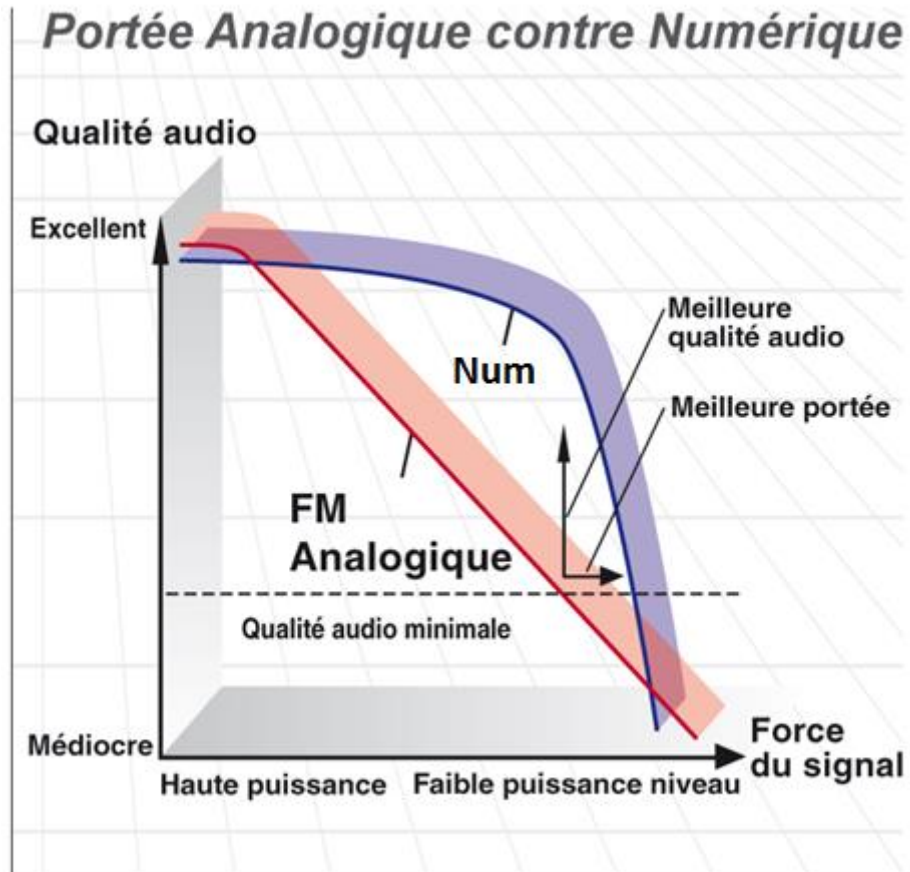 Portée Analogique contre Numérique
Qualité audio
Excellent
Meilleure
qualité audio
Num
Meilleure portée
FM
Analogique
Qualité audio minimale
Médiocre
Force
du signal
Haute puissance
Faible puissance niveau